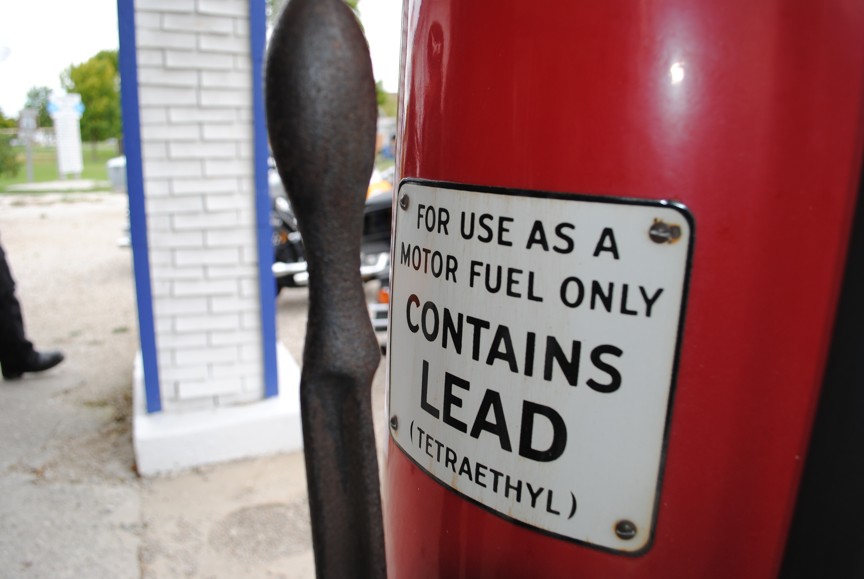 FOR USE AS A
MOTOR FUEL ONLY
CONTAINS
LEAD
(TETRAETHYL)